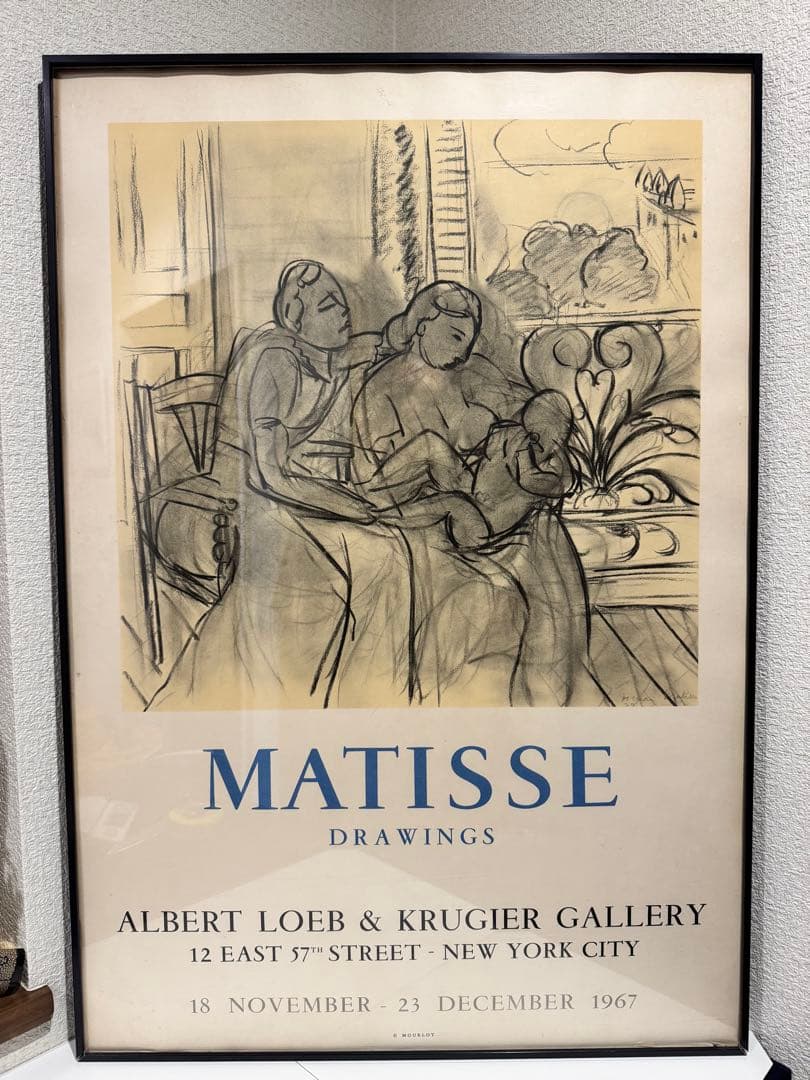 MATISSE
DRAWINGS
ALBERT LOEB & KRUGIER GALLERY
12 EAST 57TH STREET - NEW YORK CITY
18 NOVEMBER - 23 DECEMBER 1967
© MOURLOT